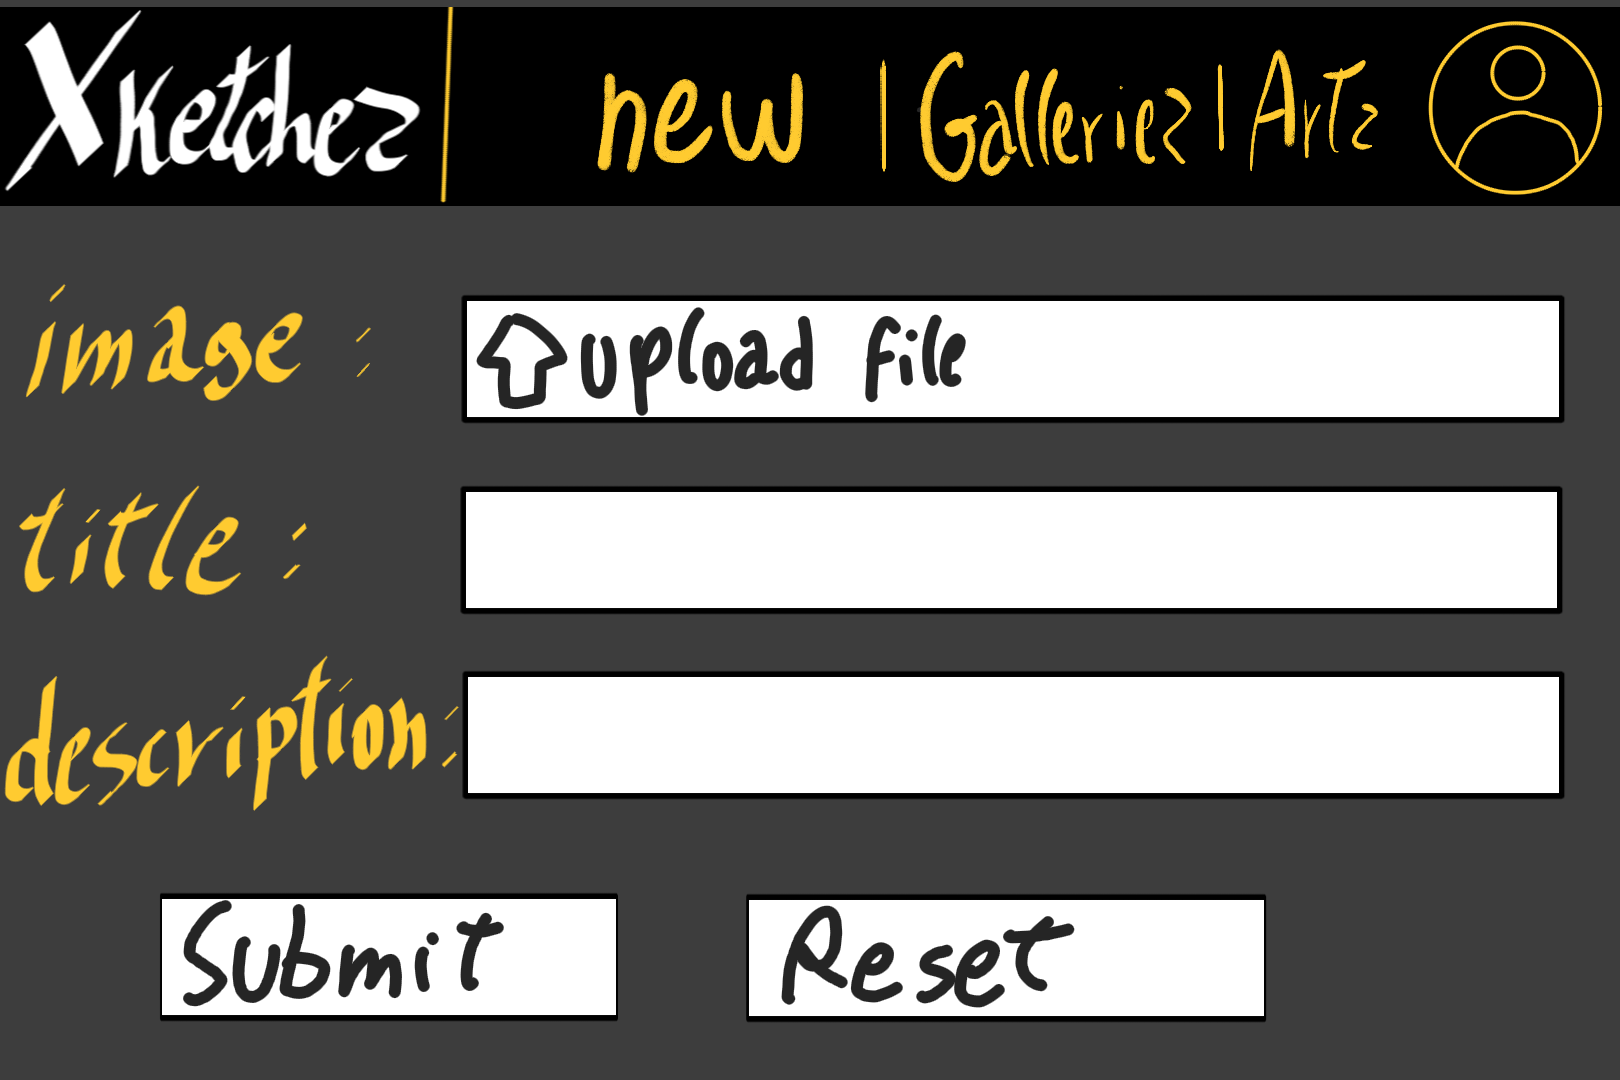 Xketchez new | Galleriez | Artz
image :
upload file
title :
description :
Submit Reset